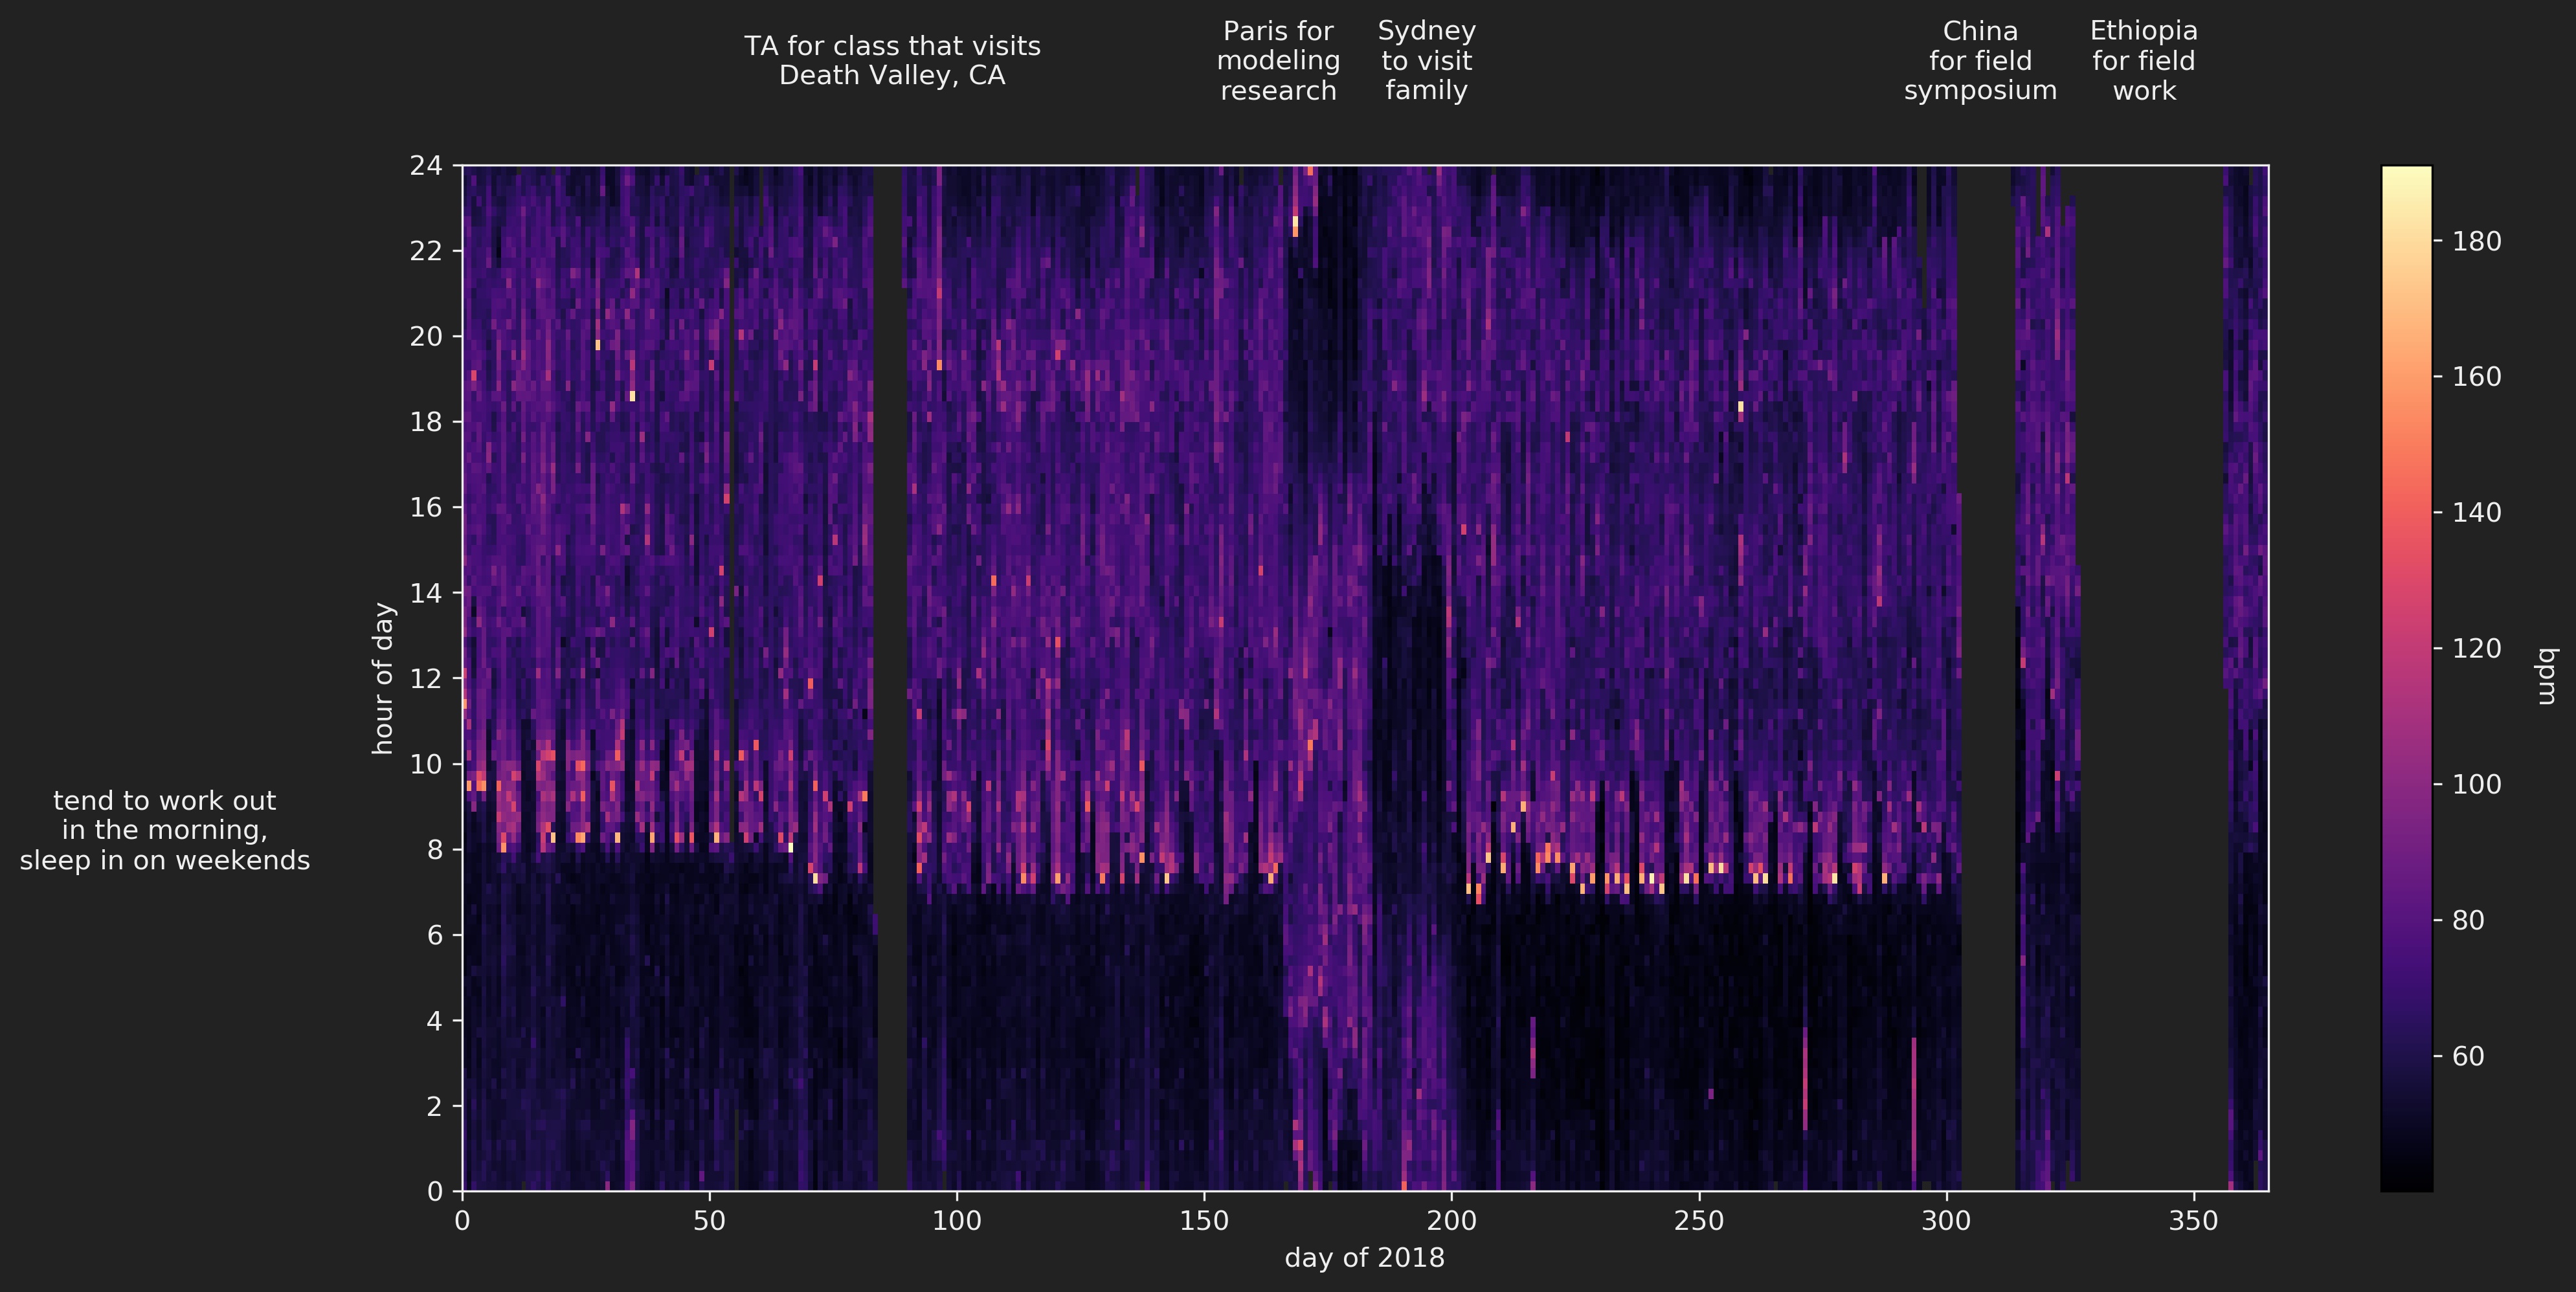 TA for class that visits
Death Valley, CA
Paris for
modeling
research
Sydney
to visit
family
China
for field
symposium
Ethiopia
for field
work
tend to work out
in the morning,
sleep in on weekends
hour of day
24
22
20
18
16
14
12
10
8
6
4
2
0
0
50
100
150
200
250
300
350
day of 2018
180
160
140
120
100
80
60
bpm